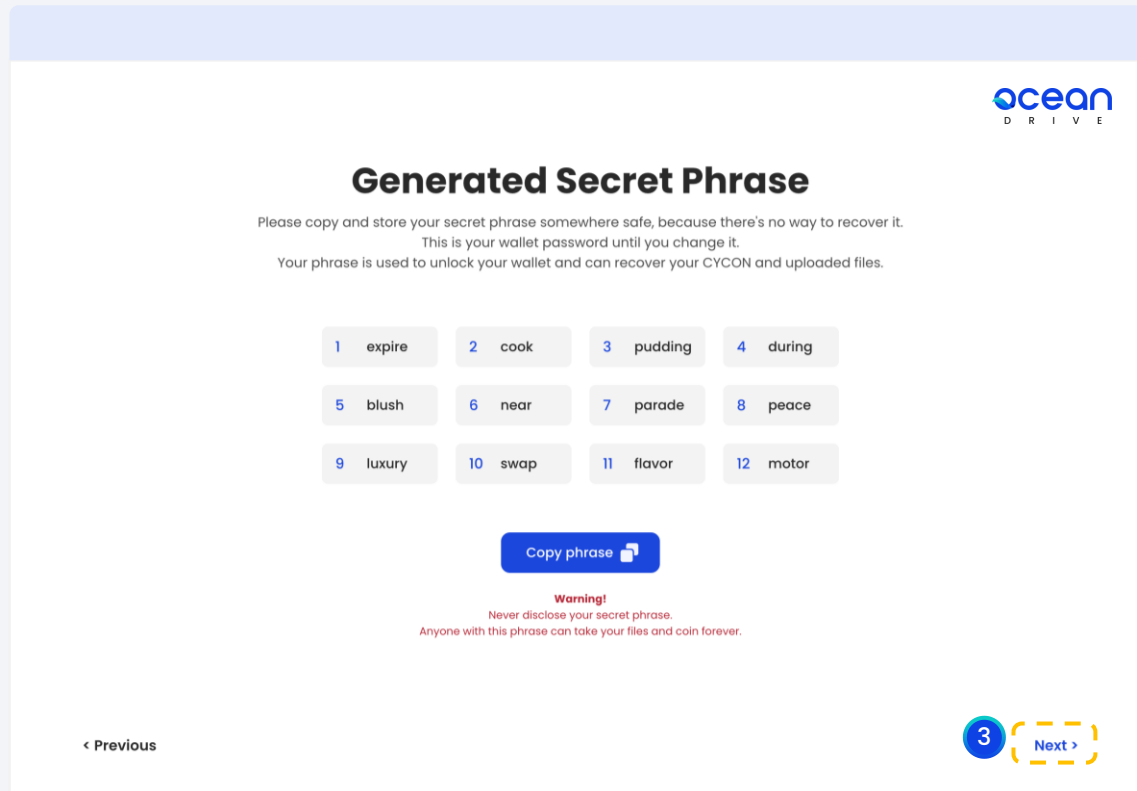 ocean
DRIVE
Generated Secret Phrase
Please copy and store your secret phrase somewhere safe, because there's no way to recover it.
This is your wallet password until you change it.
Your phrase is used to unlock your wallet and can recover your CYCON and uploaded files.
1 expire 2 cook 3 pudding 4 during
5 blush 6 near 7 parade 8 peace
9 luxury 10 swap 11 flavor 12 motor
Copy phrase
Warning!
Never disclose your secret phrase.
Anyone with this phrase can take your files and coin forever.
< Previous 3 Next >